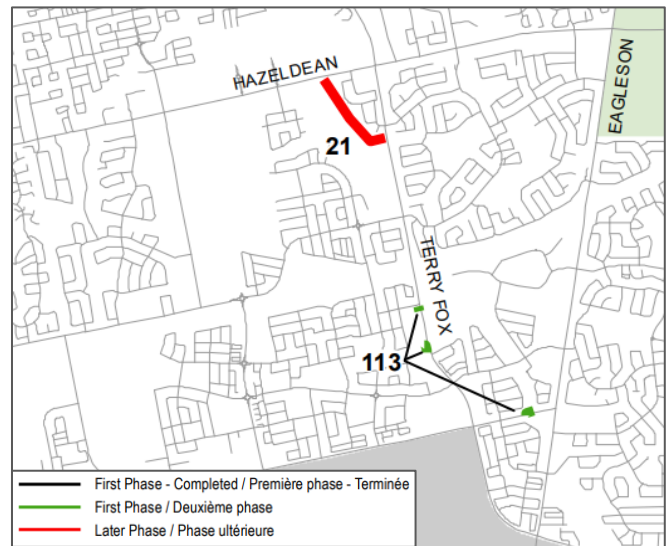 HAZELDEAN
EAGLESON
21
TERRY FOX
113
First Phase - Completed / Première phase - Terminée
First Phase / Deuxième phase
Later Phase / Phase ultérieure